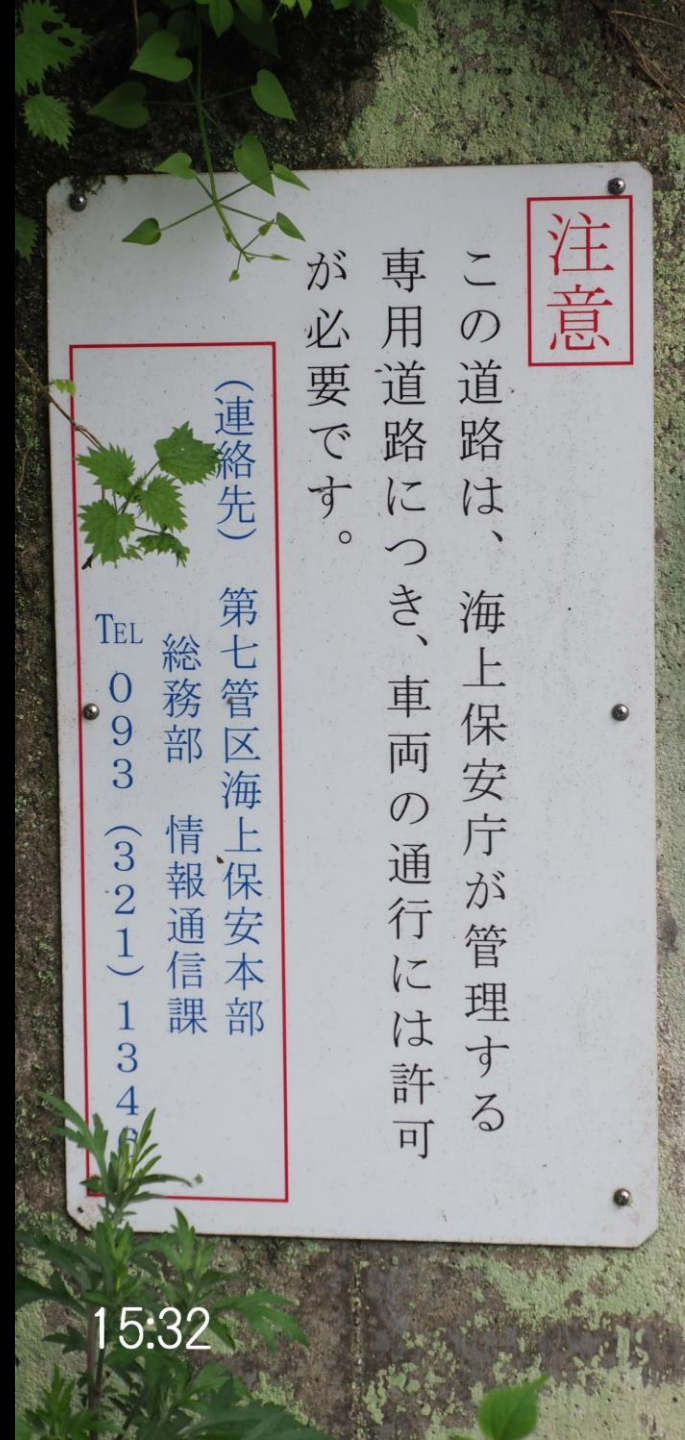 注意
この道路は、海上保安庁が管理する
専用道路につき、車両の通行には許可
が必要です。
（連絡先） 第七管区海上保安本部
総務部 情報通信課
TEL 093（321）134
15:32